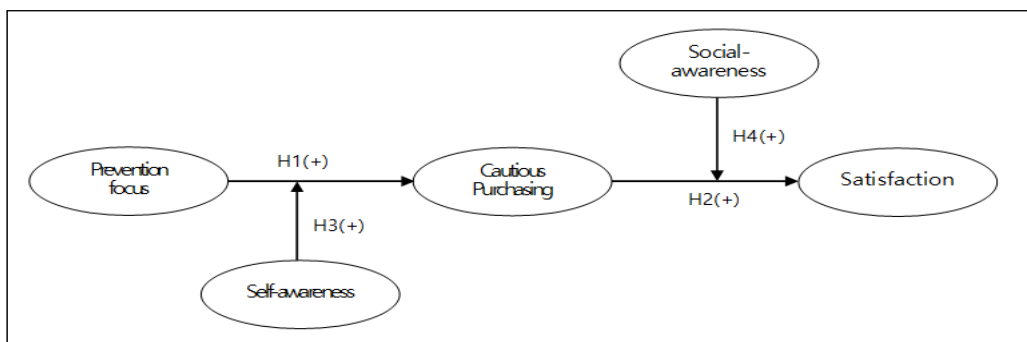 Social-
awareness
H4(+)
Prevention
focus
H1(+)
Cautious
Purchasing
H2(+)
Satisfaction
H3(+)
Self-awareness